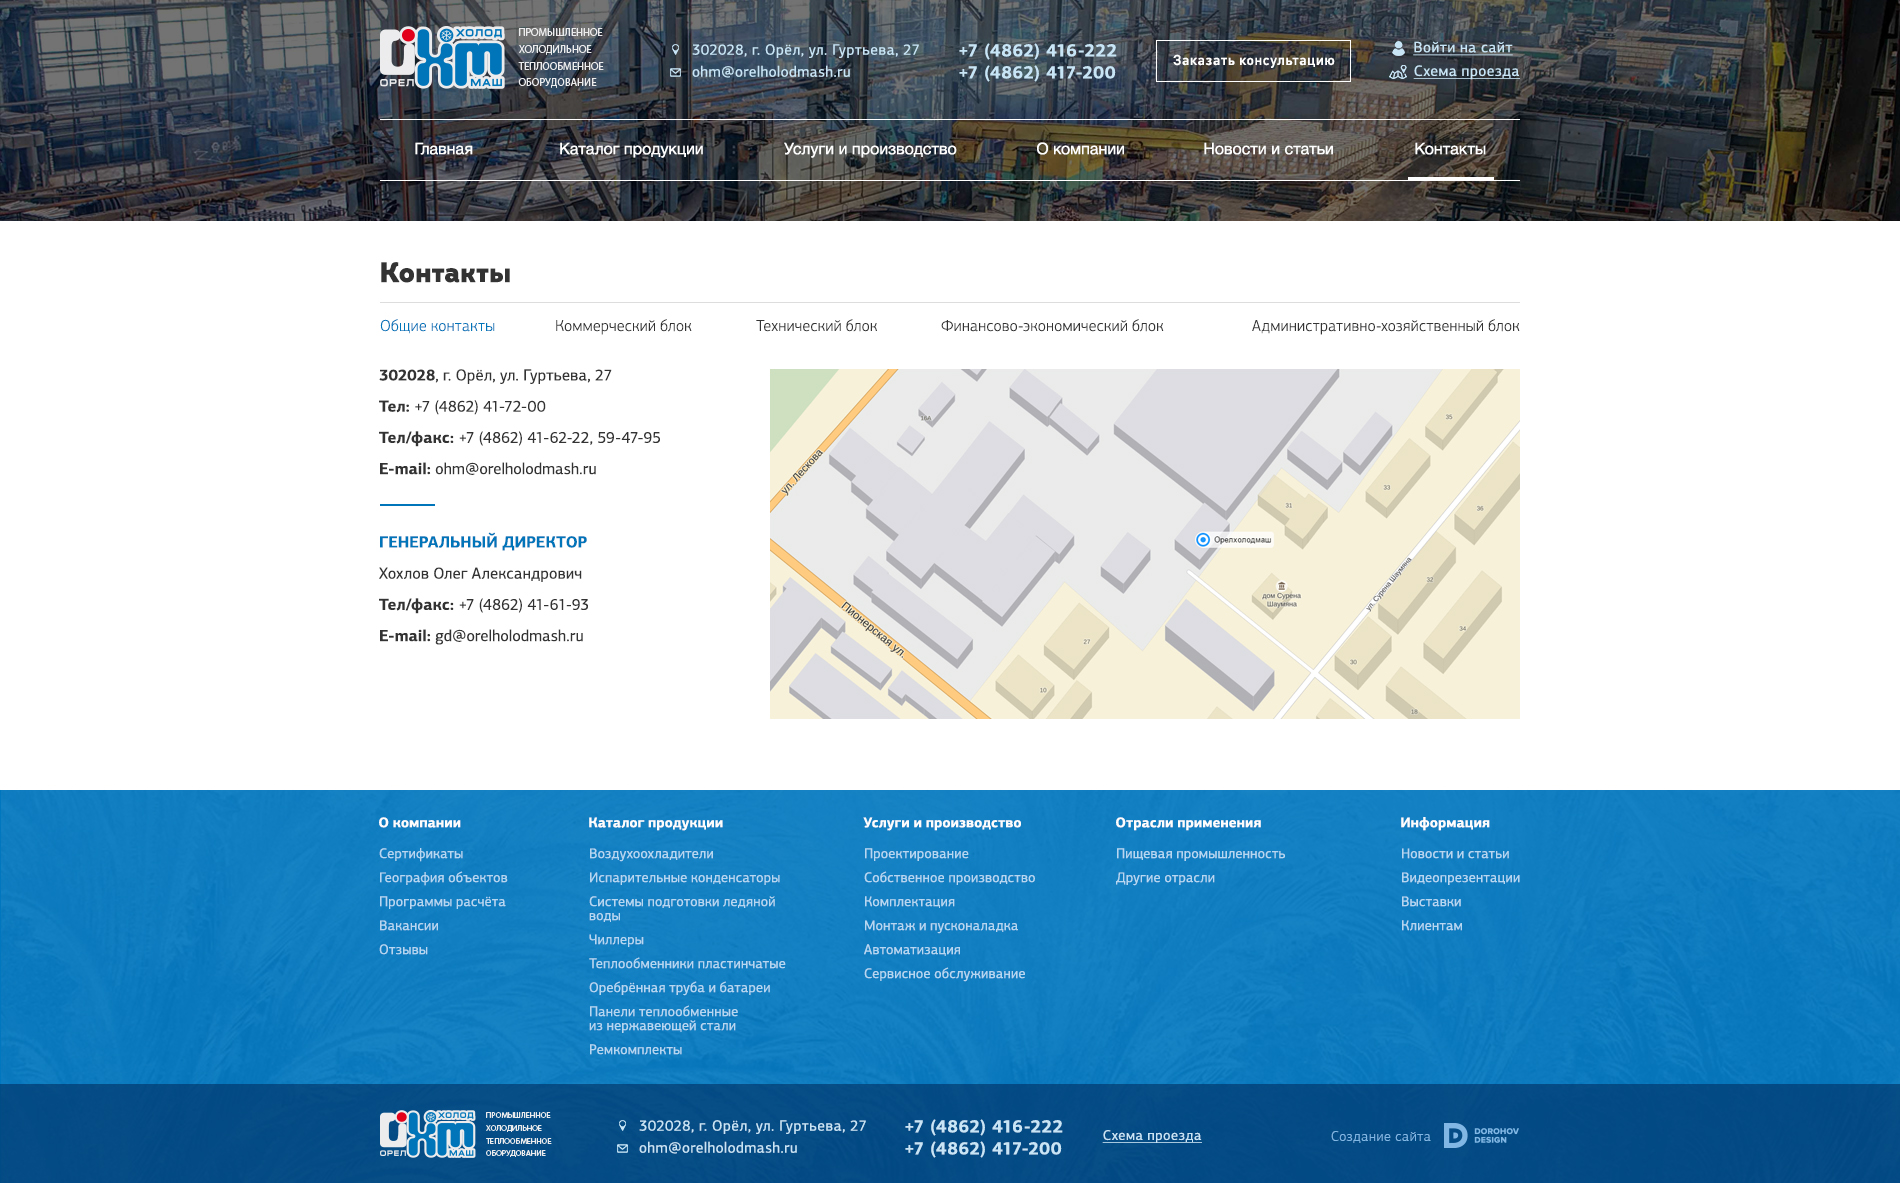 ХОЛОД
ОРЕЛ
МАШ
ПРОМЫШЛЕННОЕ
ХОЛОДИЛЬНОЕ
ТЕПЛООБМЕННОЕ
ОБОРУДОВАНИЕ
302028, г. Орёл, ул. Гуртьева, 27
ohm@orelholodmash.ru
+7 (4862) 416-222
+7 (4862) 417-200
Заказать консультацию
Войти на сайт
Схема проезда
Главная
Каталог продукции
Услуги и производство
О компании
Новости и статьи
Контакты
Контакты
Общие контакты
Коммерческий блок
Технический блок
Финансово-экономический блок
Административно-хозяйственный блок
302028, г. Орёл, ул. Гуртьева, 27
Тел: +7 (4862) 41-72-00
Тел/факс: +7 (4862) 41-62-22, 59-47-95
E-mail: ohm@orelholodmash.ru
ГЕНЕРАЛЬНЫЙ ДИРЕКТОР
Хохлов Олег Александрович
Тел/факс: +7 (4862) 41-61-93
E-mail: gd@orelholodmash.ru
16А
35
ул. Лескова
33
31
36
Орелхолодмаш
ул. Сурена Шаумяна
32
дом Сурена
Шаумяна
Пионерская ул.
27
34
30
10
18
О компании
Сертификаты
География объектов
Программы расчёта
Вакансии
Отзывы
Каталог продукции
Воздухоохладители
Испарительные конденсаторы
Системы подготовки ледяной
воды
Чиллеры
Теплообменники пластинчатые
Оребрённая труба и батареи
Панели теплообменные
из нержавеющей стали
Ремкомплекты
Услуги и производство
Проектирование
Собственное производство
Комплектация
Монтаж и пусконаладка
Автоматизация
Сервисное обслуживание
Отрасли применения
Пищевая промышленность
Другие отрасли
Информация
Новости и статьи
Видеопрезентации
Выставки
Клиентам
ХОЛОД
ОРЕЛ
МАШ
ПРОМЫШЛЕННОЕ
ХОЛОДИЛЬНОЕ
ТЕПЛООБМЕННОЕ
ОБОРУДОВАНИЕ
302028, г. Орёл, ул. Гуртьева, 27
ohm@orelholodmash.ru
+7 (4862) 416-222
+7 (4862) 417-200
Схема проезда
Создание сайта
DOROHOV
DESIGN